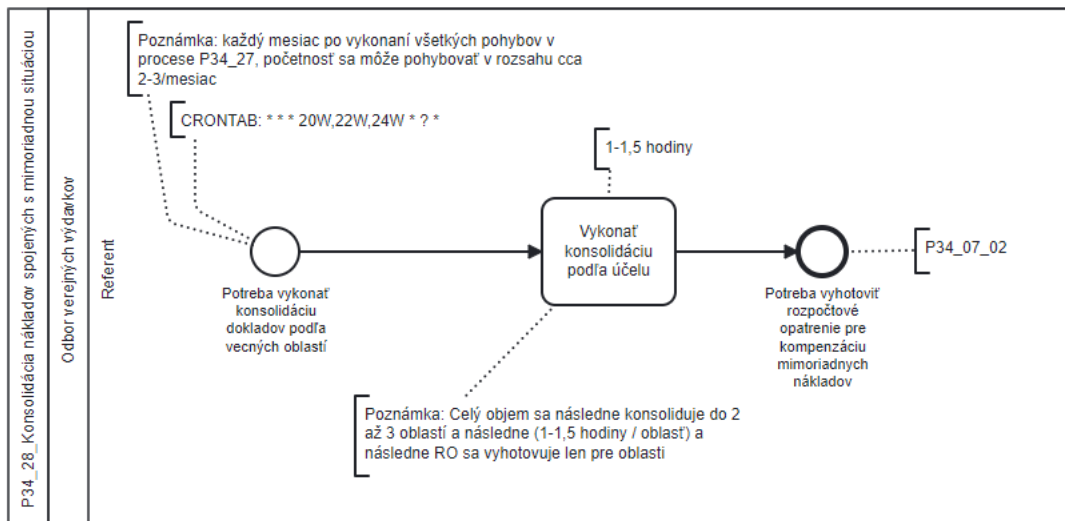 P34_28_Konsolidácia nákladov spojených s mimoriadnou situáciou
Odbor verejných výdavkov
Referent
Poznámka: každý mesiac po vykonaní všetkých pohybov v
procese P34_27, početnosť sa môže pohybovať v rozsahu cca
2-3/mesiac
CRONTAB: * * * 20W,22W,24W * ? *
1-1,5 hodiny
Potreba vykonať
konsolidáciu
dokladov podľa
vecných oblastí
Vykonať
konsolidáciu
podľa účelu
P34_07_02
Potreba vyhotoviť
rozpočtové
opatrenie pre
kompenzáciu
mimoriadnych
nákladov
Poznámka: Celý objem sa následne konsoliduje do 2
až 3 oblastí a následne (1-1,5 hodiny / oblasť) a
následne RO sa vyhotovuje len pre oblasti